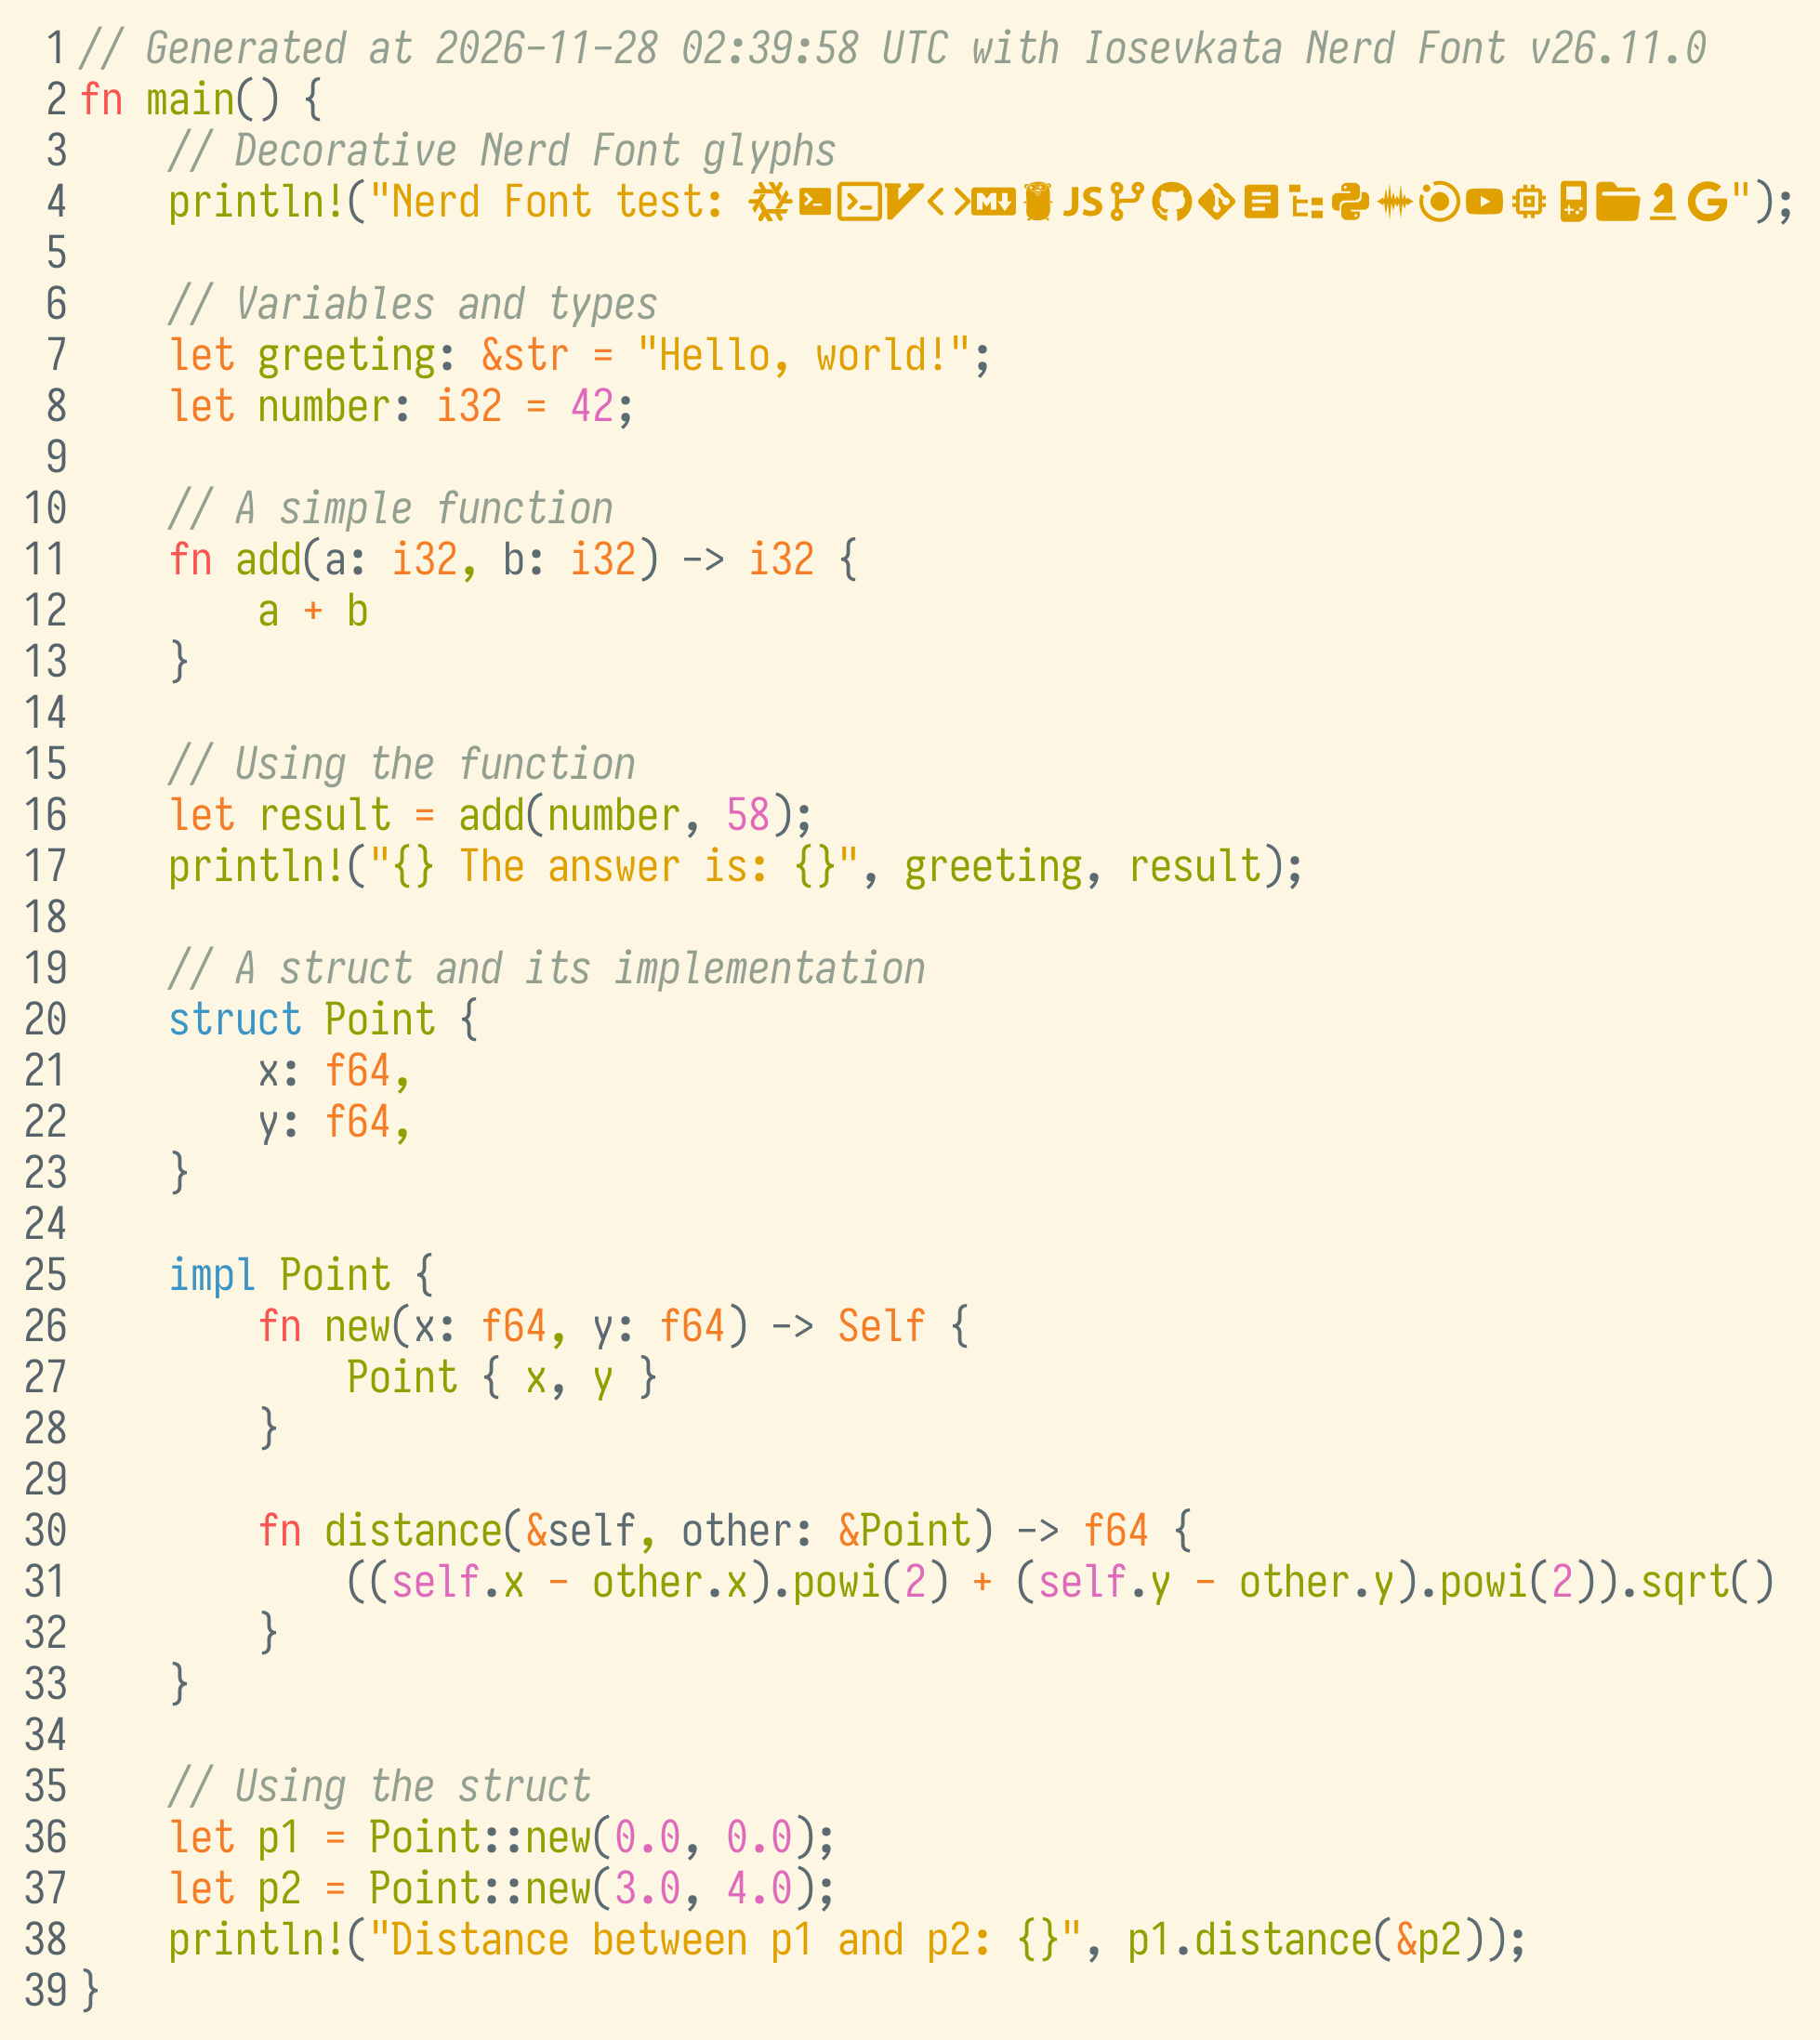 1 // Generated at 2026-11-28 02:39:58 UTC with Iosevkata Nerd Font v26.11.0
2 fn main() {
3     // Decorative Nerd Font glyphs
4     println!("Nerd Font test: JS G");
5
6     // Variables and types
7     let greeting: &str = "Hello, world!";
8     let number: i32 = 42;
9
10     // A simple function
11     fn add(a: i32, b: i32) -> i32 {
12         a + b
13     }
14
15     // Using the function
16     let result = add(number, 58);
17     println!("{} The answer is: {}", greeting, result);
18
19     // A struct and its implementation
20     struct Point {
21         x: f64,
22         y: f64,
23     }
24
25     impl Point {
26         fn new(x: f64, y: f64) -> Self {
27             Point { x, y }
28         }
29
30         fn distance(&self, other: &Point) -> f64 {
31             ((self.x - other.x).powi(2) + (self.y - other.y).powi(2)).sqrt()
32         }
33     }
34
35     // Using the struct
36     let p1 = Point::new(0.0, 0.0);
37     let p2 = Point::new(3.0, 4.0);
38     println!("Distance between p1 and p2: {}", p1.distance(&p2));
39 }